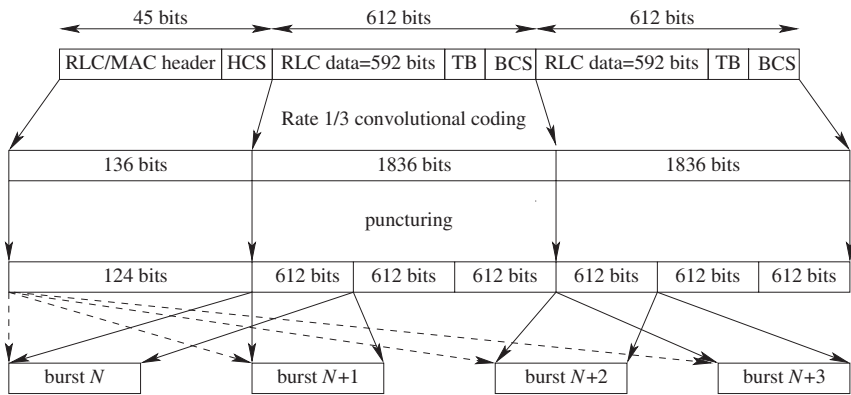 45 bits 612 bits 612 bits
RLC/MAC header HCS RLC data=592 bits TB BCS RLC data=592 bits TB BCS
Rate 1/3 convolutional coding
136 bits 1836 bits 1836 bits
puncturing
124 bits 612 bits 612 bits 612 bits 612 bits 612 bits 612 bits
burst N burst N+1 burst N+2 burst N+3